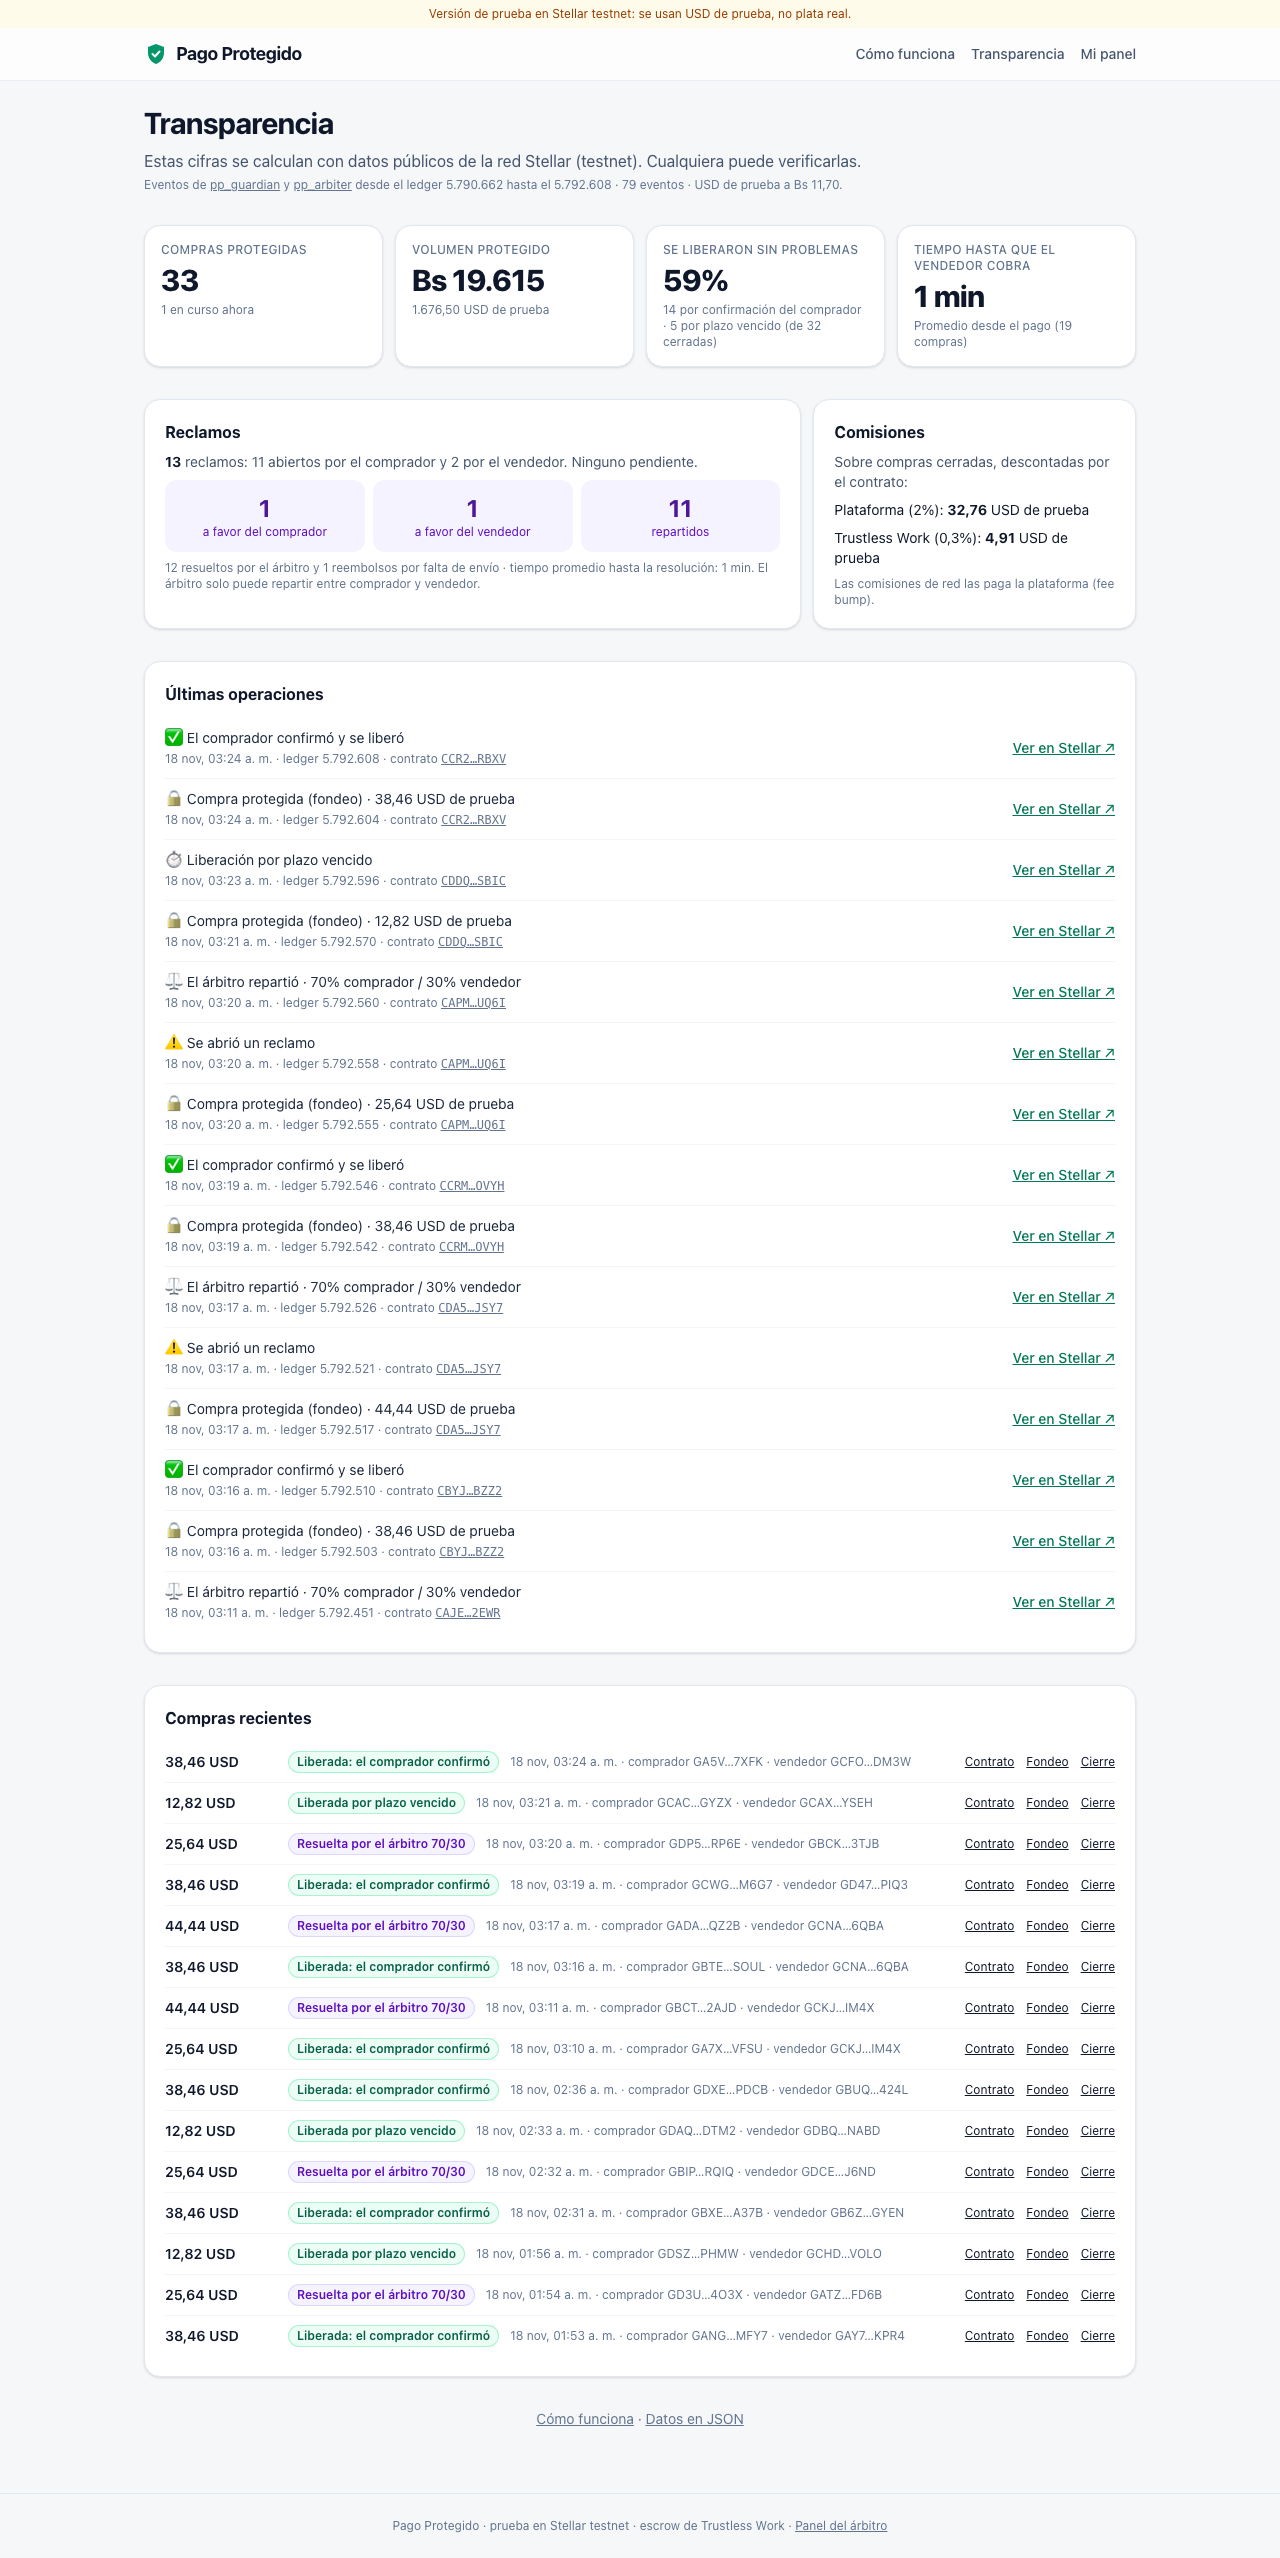 Versión de prueba en Stellar testnet: se usan USD de prueba, no plata real.
Pago Protegido
Cómo funciona Transparencia Mi panel
Transparencia
Estas cifras se calculan con datos públicos de la red Stellar (testnet). Cualquiera puede verificarlas.
Eventos de pp_guardian y pp_arbiter desde el ledger 5.790.662 hasta el 5.792.608 · 79 eventos · USD de prueba a Bs 11,70.
COMPRAS PROTEGIDAS
33
1 en curso ahora
VOLUMEN PROTEGIDO
Bs 19.615
1.676,50 USD de prueba
SE LIBERARON SIN PROBLEMAS
59%
14 por confirmación del comprador
· 5 por plazo vencido (de 32
cerradas)
TIEMPO HASTA QUE EL
VENDEDOR COBRA
1 min
Promedio desde el pago (19
compras)
Reclamos
13 reclamos: 11 abiertos por el comprador y 2 por el vendedor. Ninguno pendiente.
1
a favor del comprador
1
a favor del vendedor
11
repartidos
12 resueltos por el árbitro y 1 reembolsos por falta de envío · tiempo promedio hasta la resolución: 1 min. El
árbitro solo puede repartir entre comprador y vendedor.
Comisiones
Sobre compras cerradas, descontadas por
el contrato:
Plataforma (2%): 32,76 USD de prueba
Trustless Work (0,3%): 4,91 USD de
prueba
Las comisiones de red las paga la plataforma (fee
bump).
Últimas operaciones
✅ El comprador confirmó y se liberó
18 nov, 03:24 a. m. · ledger 5.792.608 · contrato CCR2…RBXV
Ver en Stellar ↗
🔒 Compra protegida (fondeo) · 38,46 USD de prueba
18 nov, 03:24 a. m. · ledger 5.792.604 · contrato CCR2…RBXV
Ver en Stellar ↗
⏱️ Liberación por plazo vencido
18 nov, 03:23 a. m. · ledger 5.792.596 · contrato CDDQ…SBIC
Ver en Stellar ↗
🔒 Compra protegida (fondeo) · 12,82 USD de prueba
18 nov, 03:21 a. m. · ledger 5.792.570 · contrato CDDQ…SBIC
Ver en Stellar ↗
⚖️ El árbitro repartió · 70% comprador / 30% vendedor
18 nov, 03:20 a. m. · ledger 5.792.560 · contrato CAPM…UQ6I
Ver en Stellar ↗
⚠️ Se abrió un reclamo
18 nov, 03:20 a. m. · ledger 5.792.558 · contrato CAPM…UQ6I
Ver en Stellar ↗
🔒 Compra protegida (fondeo) · 25,64 USD de prueba
18 nov, 03:20 a. m. · ledger 5.792.555 · contrato CAPM…UQ6I
Ver en Stellar ↗
✅ El comprador confirmó y se liberó
18 nov, 03:19 a. m. · ledger 5.792.546 · contrato CCRM…OVYH
Ver en Stellar ↗
🔒 Compra protegida (fondeo) · 38,46 USD de prueba
18 nov, 03:19 a. m. · ledger 5.792.542 · contrato CCRM…OVYH
Ver en Stellar ↗
⚖️ El árbitro repartió · 70% comprador / 30% vendedor
18 nov, 03:17 a. m. · ledger 5.792.526 · contrato CDA5…JSY7
Ver en Stellar ↗
⚠️ Se abrió un reclamo
18 nov, 03:17 a. m. · ledger 5.792.521 · contrato CDA5…JSY7
Ver en Stellar ↗
🔒 Compra protegida (fondeo) · 44,44 USD de prueba
18 nov, 03:17 a. m. · ledger 5.792.517 · contrato CDA5…JSY7
Ver en Stellar ↗
✅ El comprador confirmó y se liberó
18 nov, 03:16 a. m. · ledger 5.792.510 · contrato CBYJ…BZZ2
Ver en Stellar ↗
🔒 Compra protegida (fondeo) · 38,46 USD de prueba
18 nov, 03:16 a. m. · ledger 5.792.503 · contrato CBYJ…BZZ2
Ver en Stellar ↗
⚖️ El árbitro repartió · 70% comprador / 30% vendedor
18 nov, 03:11 a. m. · ledger 5.792.451 · contrato CAJE…2EWR
Ver en Stellar ↗
Compras recientes
38,46 USD Liberada: el comprador confirmó 18 nov, 03:24 a. m. · comprador GA5V…7XFK · vendedor GCFO…DM3W Contrato Fondeo Cierre
12,82 USD Liberada por plazo vencido 18 nov, 03:21 a. m. · comprador GCAC…GYZX · vendedor GCAX…YSEH Contrato Fondeo Cierre
25,64 USD Resuelta por el árbitro 70/30 18 nov, 03:20 a. m. · comprador GDP5…RP6E · vendedor GBCK…3TJB Contrato Fondeo Cierre
38,46 USD Liberada: el comprador confirmó 18 nov, 03:19 a. m. · comprador GCWG…M6G7 · vendedor GD47…PIQ3 Contrato Fondeo Cierre
44,44 USD Resuelta por el árbitro 70/30 18 nov, 03:17 a. m. · comprador GADA…QZ2B · vendedor GCNA…6QBA Contrato Fondeo Cierre
38,46 USD Liberada: el comprador confirmó 18 nov, 03:16 a. m. · comprador GBTE…SOUL · vendedor GCNA…6QBA Contrato Fondeo Cierre
44,44 USD Resuelta por el árbitro 70/30 18 nov, 03:11 a. m. · comprador GBCT…2AJD · vendedor GCKJ…IM4X Contrato Fondeo Cierre
25,64 USD Liberada: el comprador confirmó 18 nov, 03:10 a. m. · comprador GA7X…VFSU · vendedor GCKJ…IM4X Contrato Fondeo Cierre
38,46 USD Liberada: el comprador confirmó 18 nov, 02:36 a. m. · comprador GDXE…PDCB · vendedor GBUQ…424L Contrato Fondeo Cierre
12,82 USD Liberada por plazo vencido 18 nov, 02:33 a. m. · comprador GDAQ…DTM2 · vendedor GDBQ…NABD Contrato Fondeo Cierre
25,64 USD Resuelta por el árbitro 70/30 18 nov, 02:32 a. m. · comprador GBIP…RQIQ · vendedor GDCE…J6ND Contrato Fondeo Cierre
38,46 USD Liberada: el comprador confirmó 18 nov, 02:31 a. m. · comprador GBXE…A37B · vendedor GB6Z…GYEN Contrato Fondeo Cierre
12,82 USD Liberada por plazo vencido 18 nov, 01:56 a. m. · comprador GDSZ…PHMW · vendedor GCHD…VOLO Contrato Fondeo Cierre
25,64 USD Resuelta por el árbitro 70/30 18 nov, 01:54 a. m. · comprador GD3U…4O3X · vendedor GATZ…FD6B Contrato Fondeo Cierre
38,46 USD Liberada: el comprador confirmó 18 nov, 01:53 a. m. · comprador GANG…MFY7 · vendedor GAY7…KPR4 Contrato Fondeo Cierre
Cómo funciona · Datos en JSON
Pago Protegido · prueba en Stellar testnet · escrow de Trustless Work · Panel del árbitro